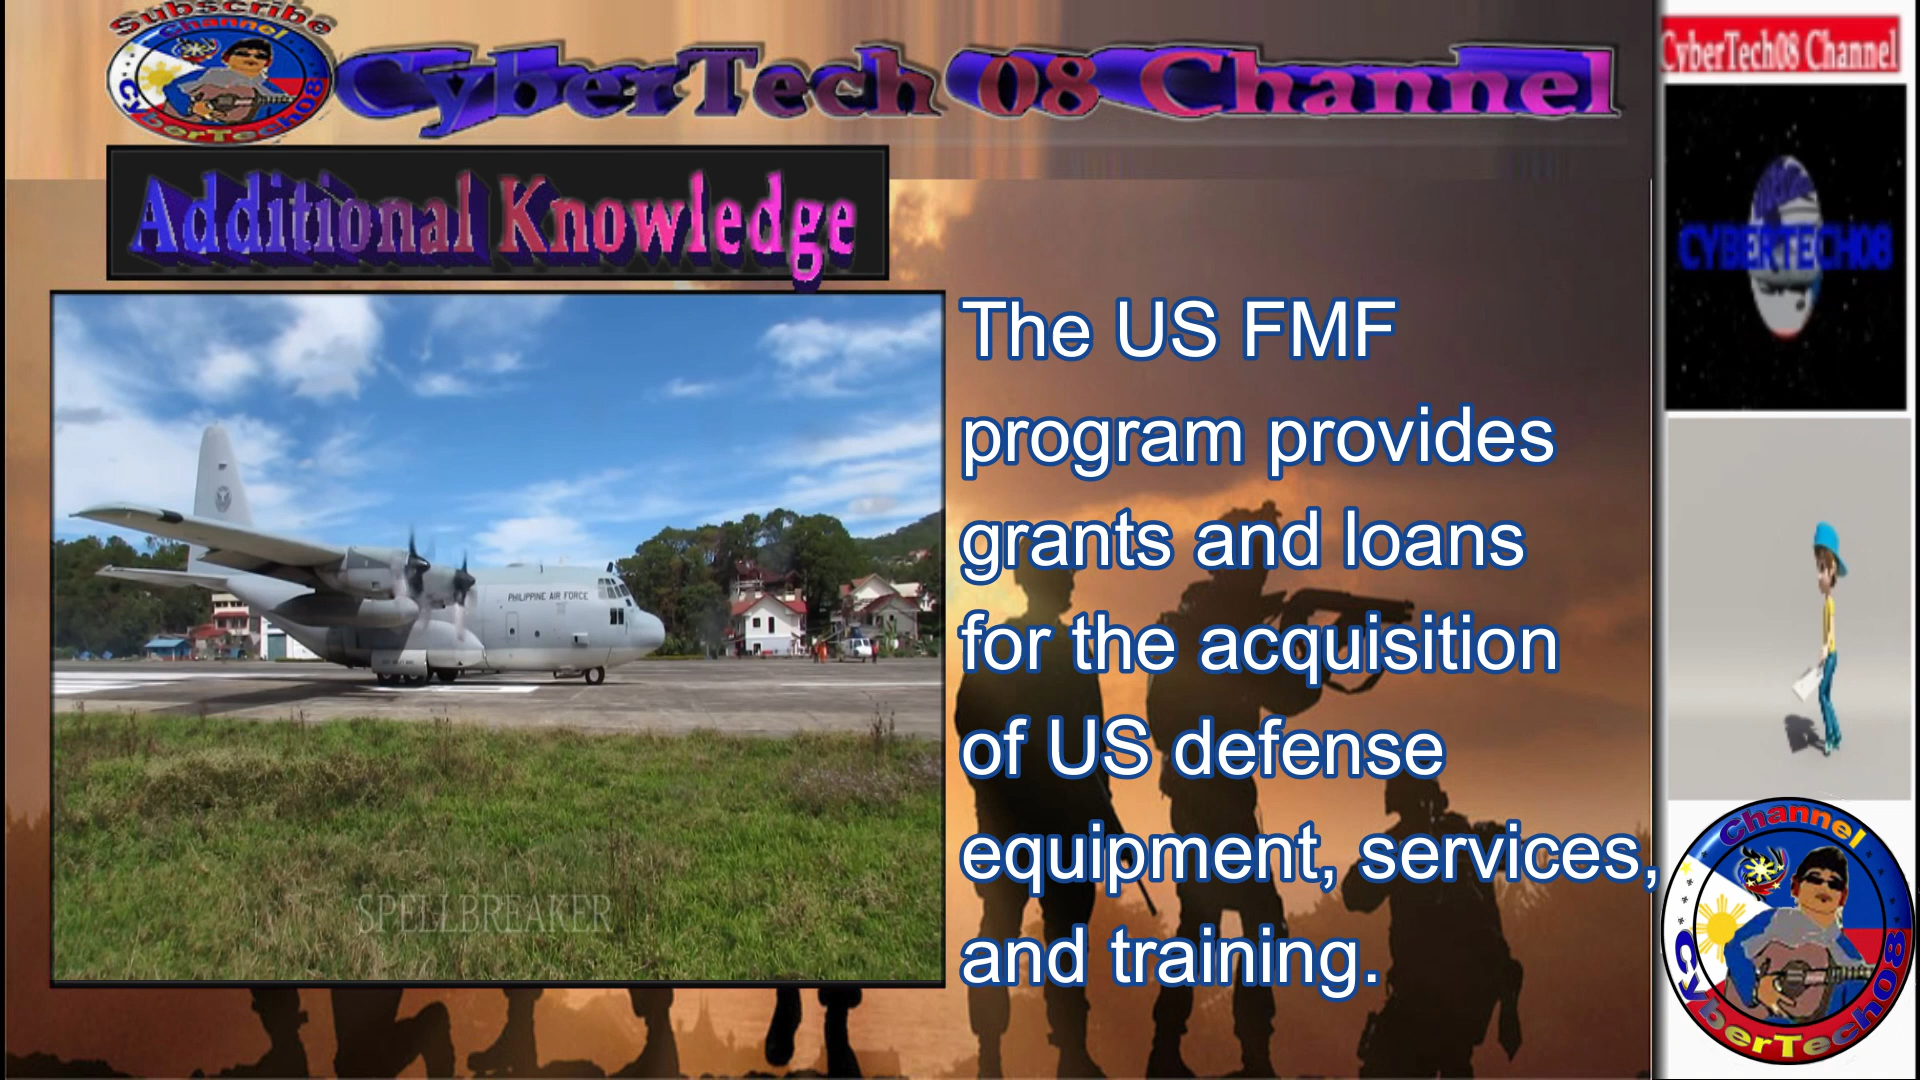 Subscribe
Channel
CyberTech08
CyberTech 08 Channel
CyberTech08 Channel
Additional Knowledge
CYBERTECH08
The US FMF
program provides
grants and loans
for the acquisition
of US defense
equipment, services,
and training.
PHILIPPINE AIR FORCE
SPELLBREAKER
Channel
CyberTech08